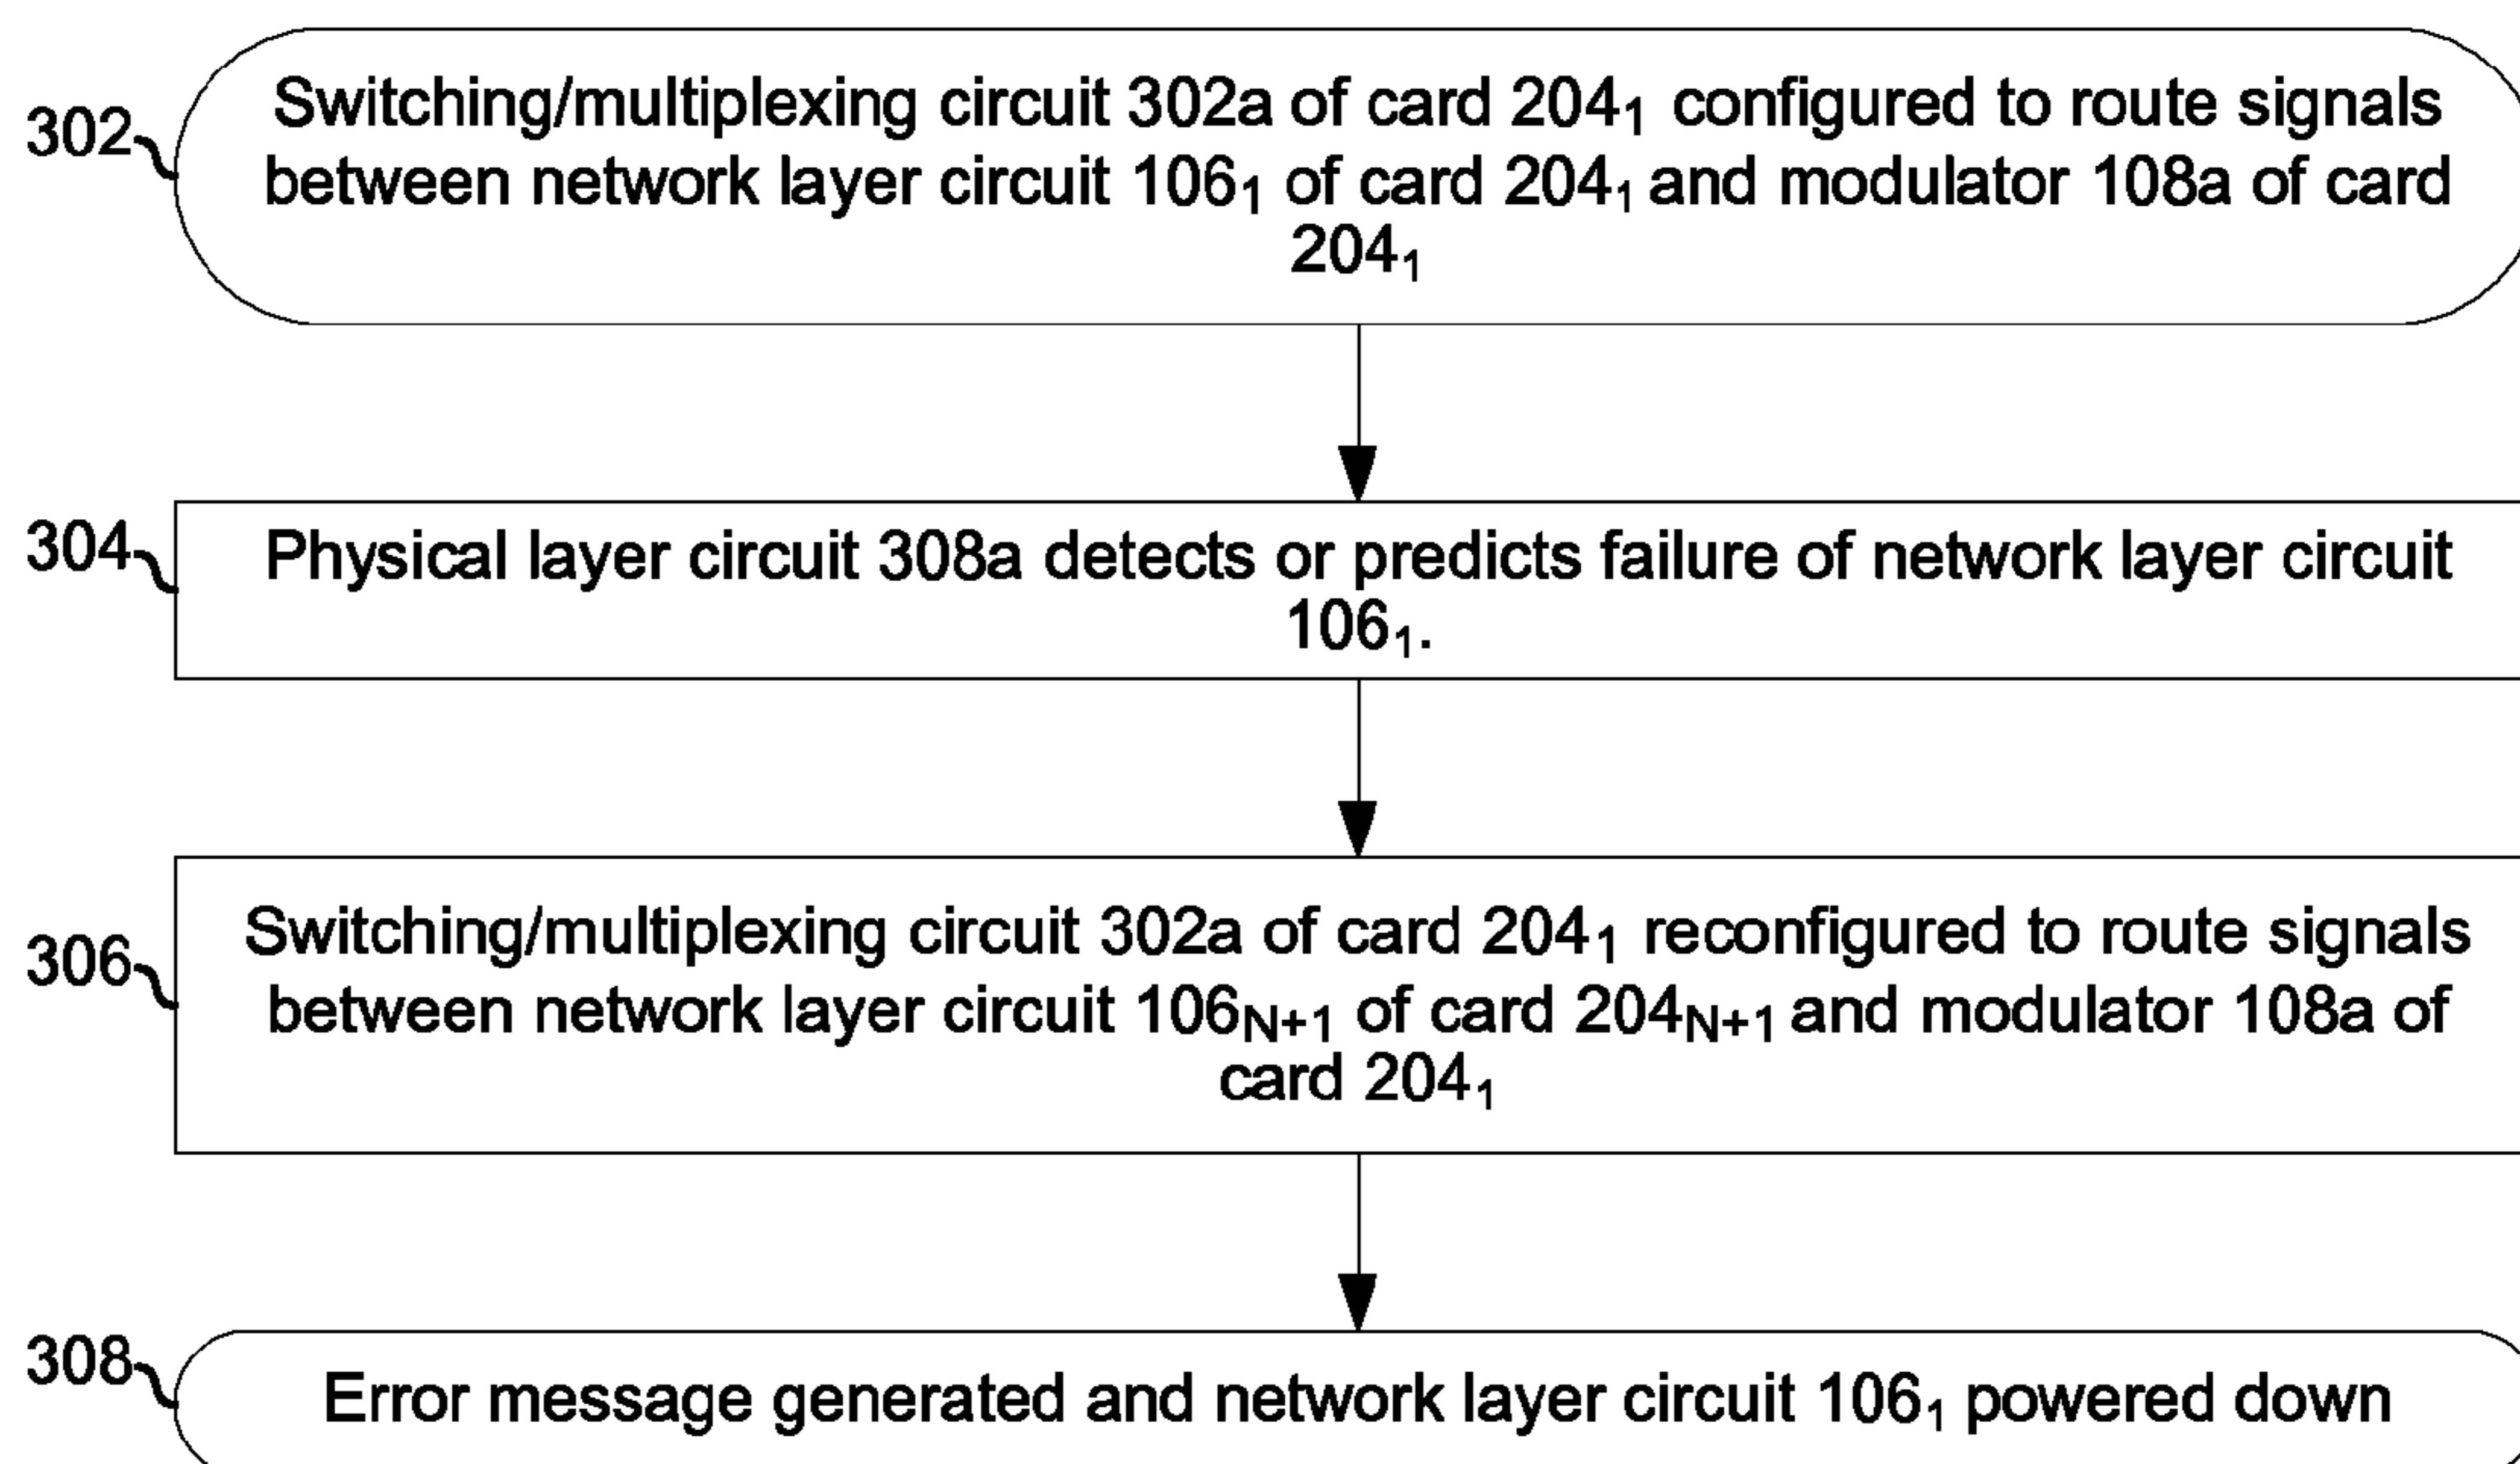 302
Switching/multiplexing circuit 302a of card 204₁ configured to route signals
between network layer circuit 106₁ of card 204₁ and modulator 108a of card
204₁
304
Physical layer circuit 308a detects or predicts failure of network layer circuit
106₁.
306
Switching/multiplexing circuit 302a of card 204₁ reconfigured to route signals
between network layer circuit 106N+1 of card 204N+1 and modulator 108a of
card 204₁
308
Error message generated and network layer circuit 106₁ powered down